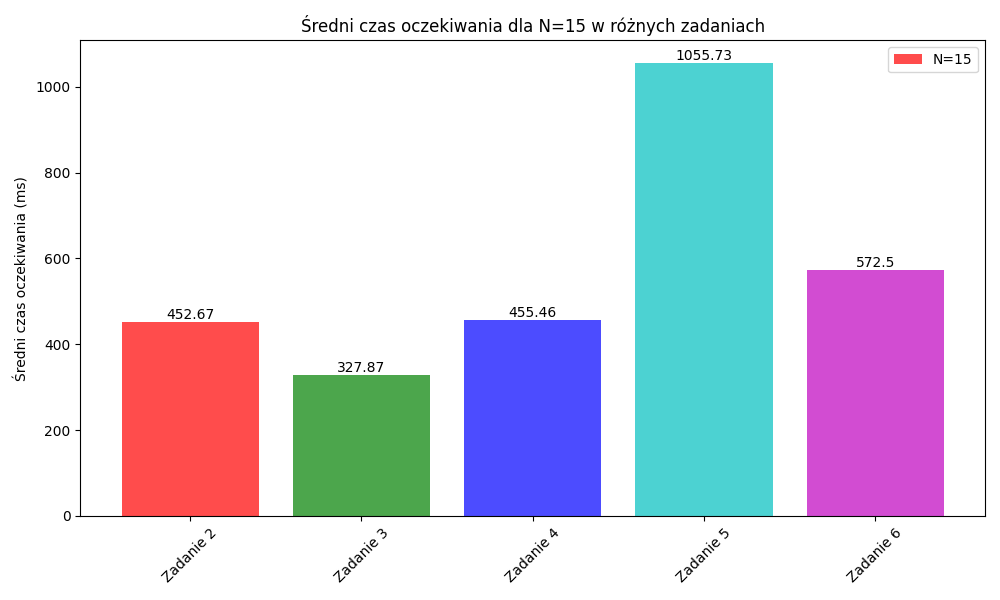 Średni czas oczekiwania dla N=15 w różnych zadaniach
N=15
Średni czas oczekiwania (ms)
1000
800
600
400
200
0
452.67
327.87
455.46
1055.73
572.5
Zadanie 2
Zadanie 3
Zadanie 4
Zadanie 5
Zadanie 6